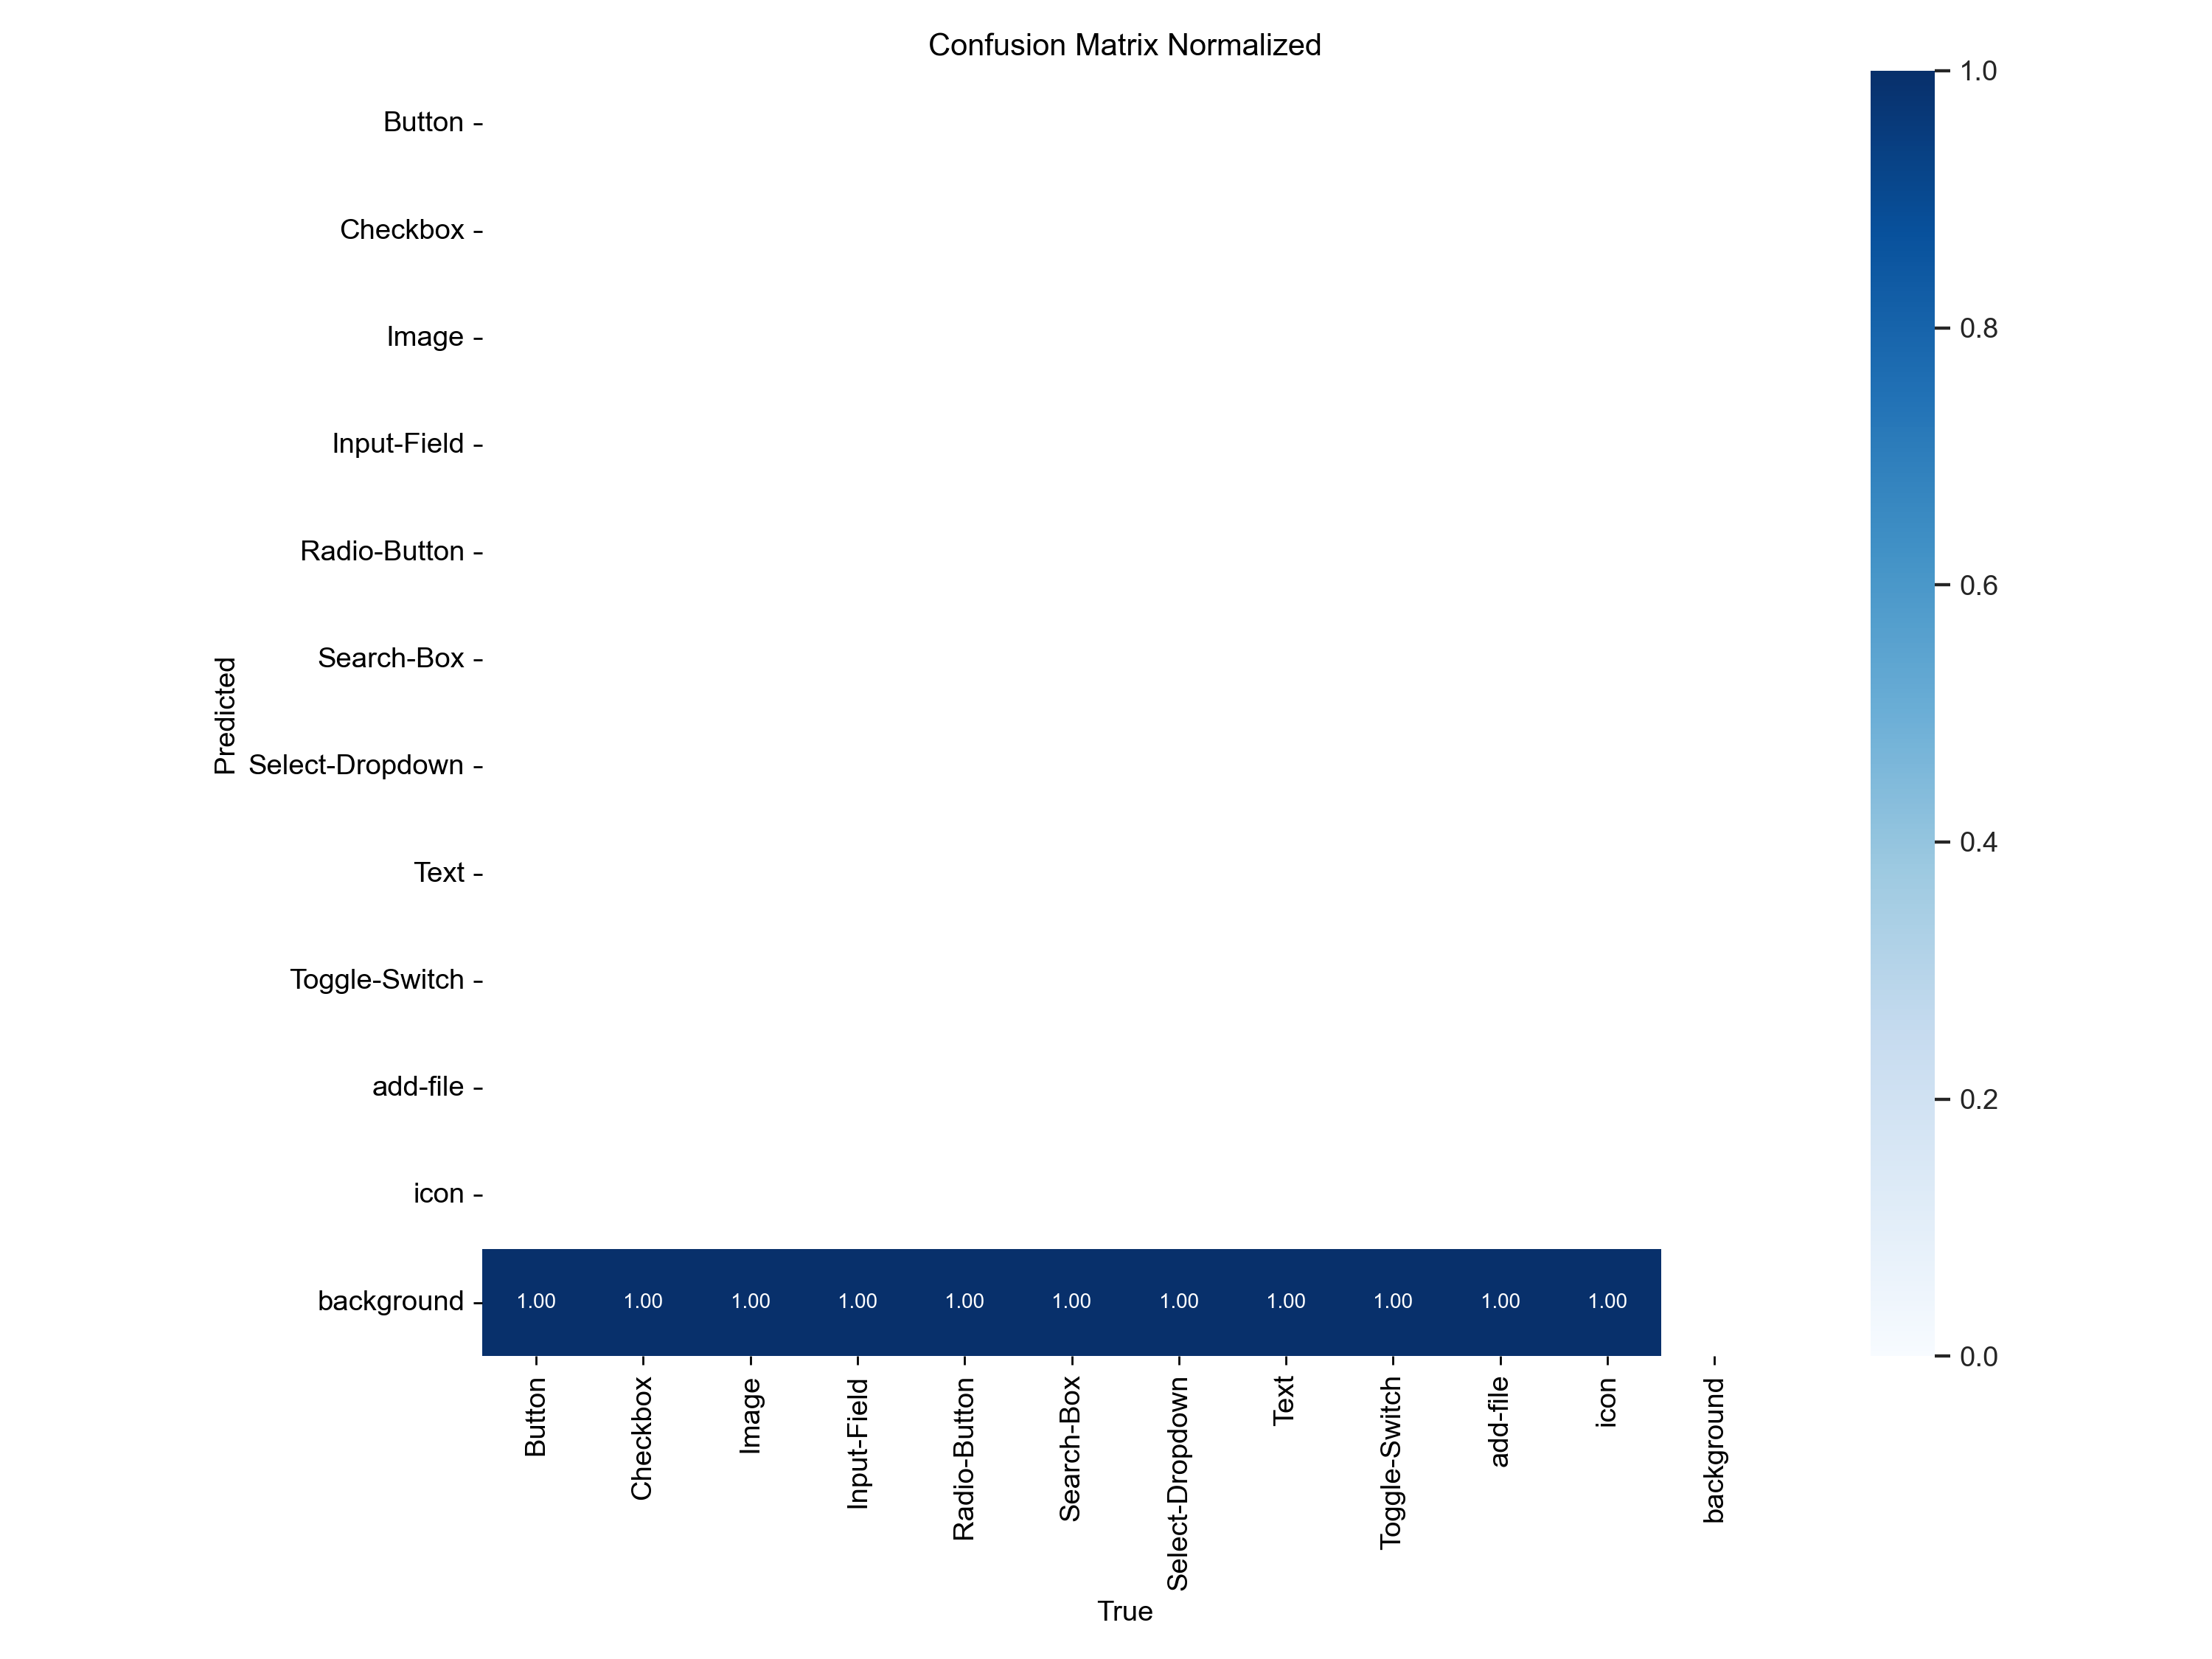 Confusion Matrix Normalized
Button
Checkbox
Image
Input-Field
Radio-Button
Search-Box
Select-Dropdown
Text
Toggle-Switch
add-file
icon
background
Predicted
1.00 1.00 1.00 1.00 1.00 1.00 1.00 1.00 1.00 1.00 1.00
Button
Checkbox
Image
Input-Field
Radio-Button
Search-Box
Select-Dropdown
Text
Toggle-Switch
add-file
icon
background
True
1.0
0.8
0.6
0.4
0.2
0.0